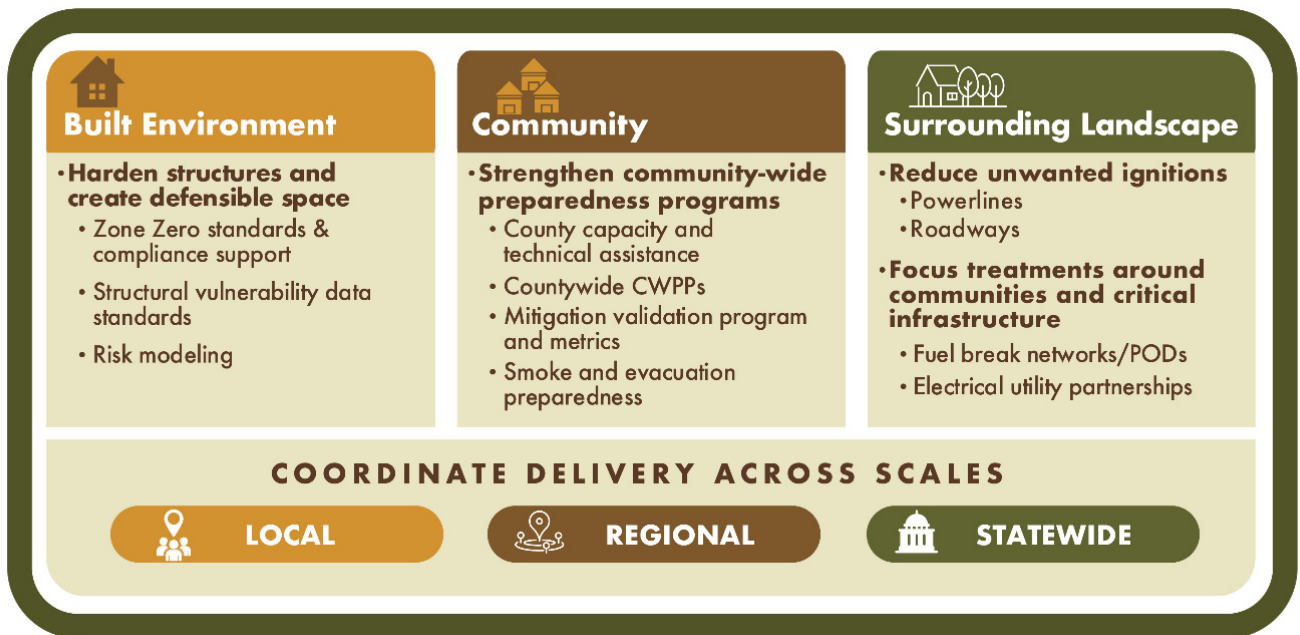 Built Environment
• Harden structures and
create defensible space
• Zone Zero standards &
compliance support
• Structural vulnerability data
standards
• Risk modeling
Community
• Strengthen community-wide
preparedness programs
• County capacity and
technical assistance
• Countywide CWPPs
• Mitigation validation program
and metrics
• Smoke and evacuation
preparedness
Surrounding Landscape
• Reduce unwanted ignitions
• Powerlines
• Roadways
• Focus treatments around
communities and critical
infrastructure
• Fuel break networks/PODs
• Electrical utility partnerships
COORDINATE DELIVERY ACROSS SCALES
LOCAL
REGIONAL
STATEWIDE